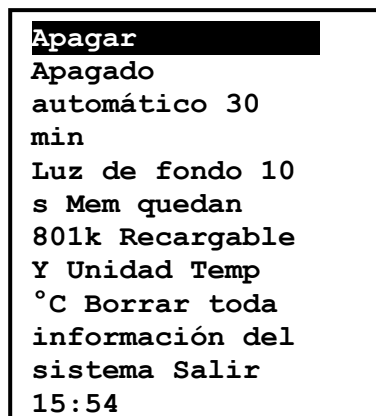 Apagar
Apagado
automático 30
min
Luz de fondo 10
s Mem quedan
801k Recargable
Y Unidad Temp
°C Borrar toda
información del
sistema Salir
15:54